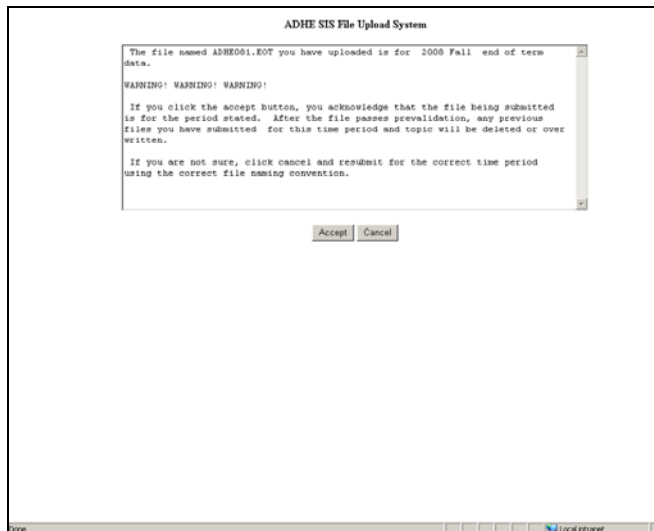 ADHE SIS File Upload System
The file named ADHE081.EOT you have uploaded is for 2008 Fall end of term
data.
WARNING! WARNING! WARNING!
If you click the accept button, you acknowledge that the file being submitted
is for the period stated. After the file passes prevalidation, any previous
files you have submitted for this time period and topic will be deleted or over
written.
If you are not sure, click cancel and resubmit for the correct time period
using the correct file naming convention.
Accept Cancel
Done Local intranet